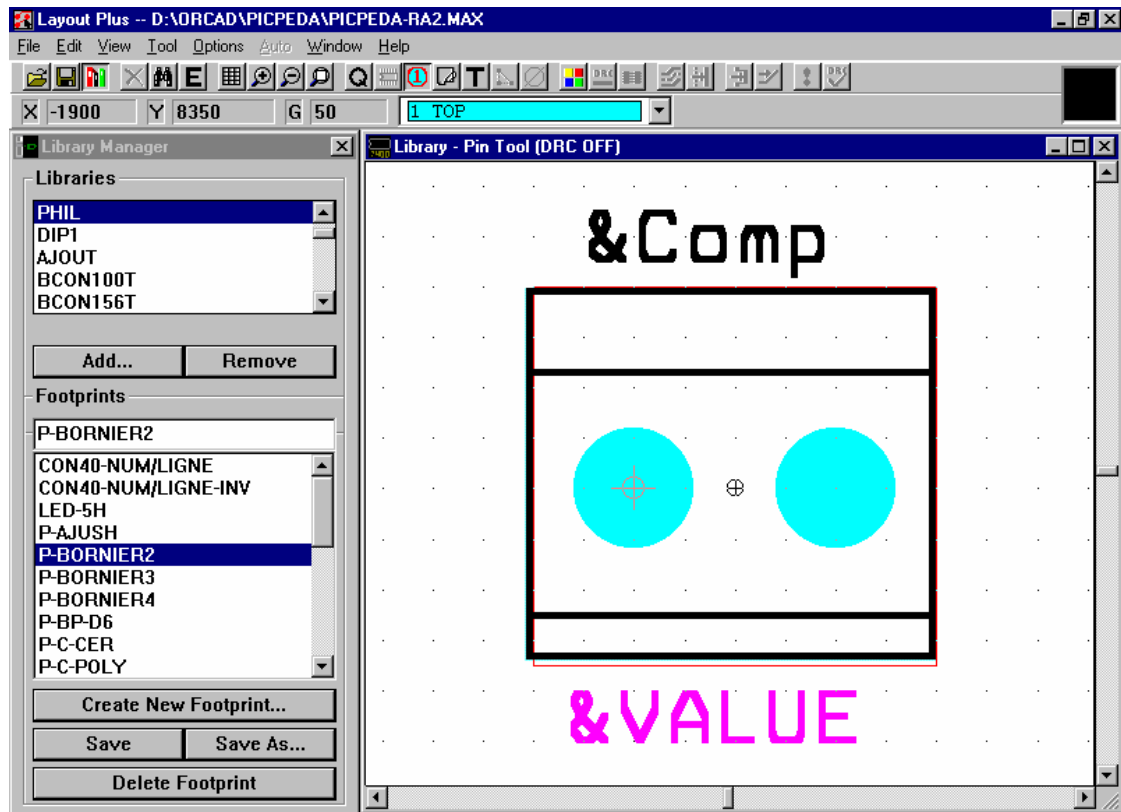 Layout Plus -- D:\ORCAD\PICPEDA\PICPEDA-RA2.MAX
File Edit View Tool Options Auto Window Help
E Q 1 T DRC DRC
X -1900 Y 8350 G 50 1 TOP
Library Manager
Libraries
PHIL
DIP1
AJOUT
BCON100T
BCON156T
Add... Remove
Footprints
P-BORNIER2
CON40-NUM/LIGNE
CON40-NUM/LIGNE-INV
LED-5H
P-AJUSH
P-BORNIER2
P-BORNIER3
P-BORNIER4
P-BP-D6
P-C-CER
P-C-POLY
Create New Footprint...
Save Save As...
Delete Footprint
Library - Pin Tool (DRC OFF)
&Comp
&VALUE